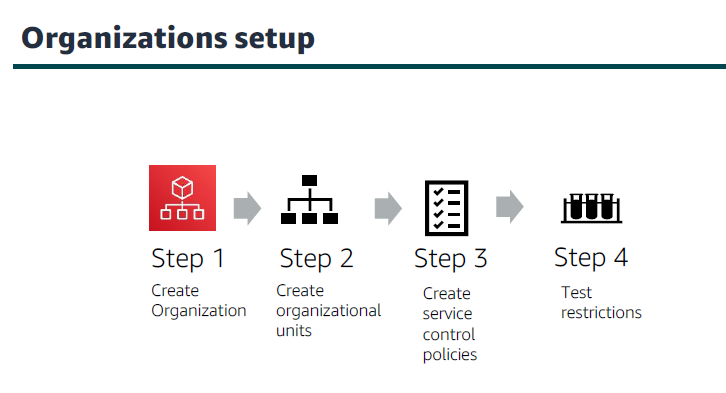 Organizations setup
Step 1
Create
Organization
Step 2
Create
organizational
units
Step 3
Create
service
control
policies
Step 4
Test
restrictions